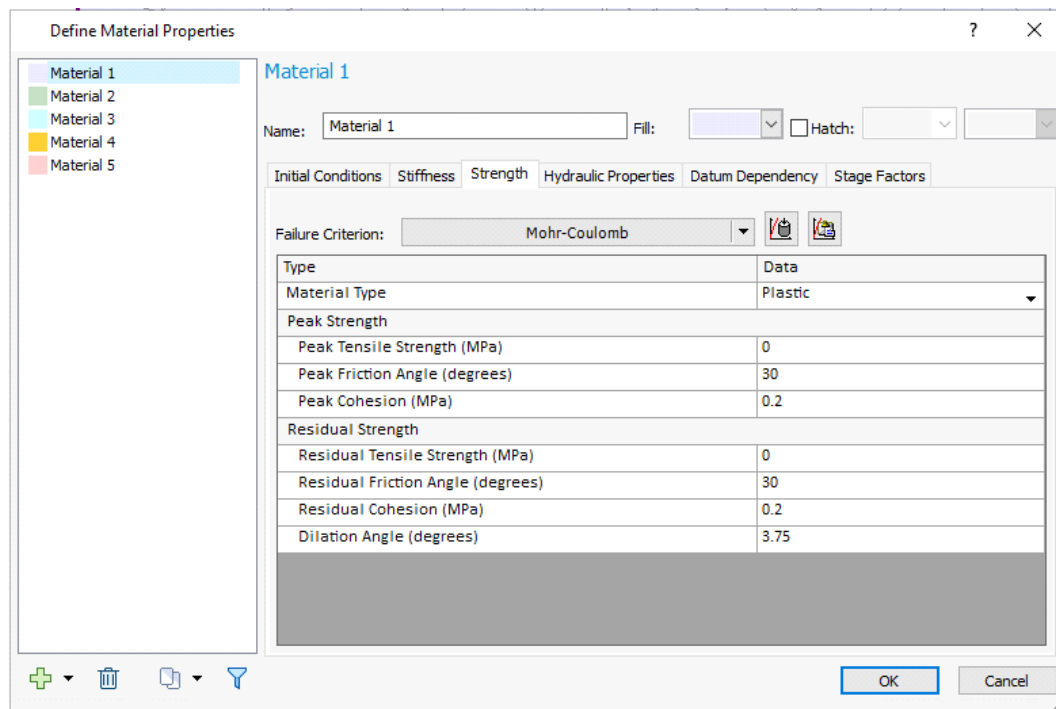 Define Material Properties ? ×
Material 1
Material 2
Material 3
Material 4
Material 5
Material 1
Name: Material 1 Fill: Hatch:
Initial Conditions Stiffness Strength Hydraulic Properties Datum Dependency Stage Factors
Failure Criterion: Mohr-Coulomb
Type Data
Material Type Plastic
Peak Strength
Peak Tensile Strength (MPa) 0
Peak Friction Angle (degrees) 30
Peak Cohesion (MPa) 0.2
Residual Strength
Residual Tensile Strength (MPa) 0
Residual Friction Angle (degrees) 30
Residual Cohesion (MPa) 0.2
Dilation Angle (degrees) 3.75
OK Cancel